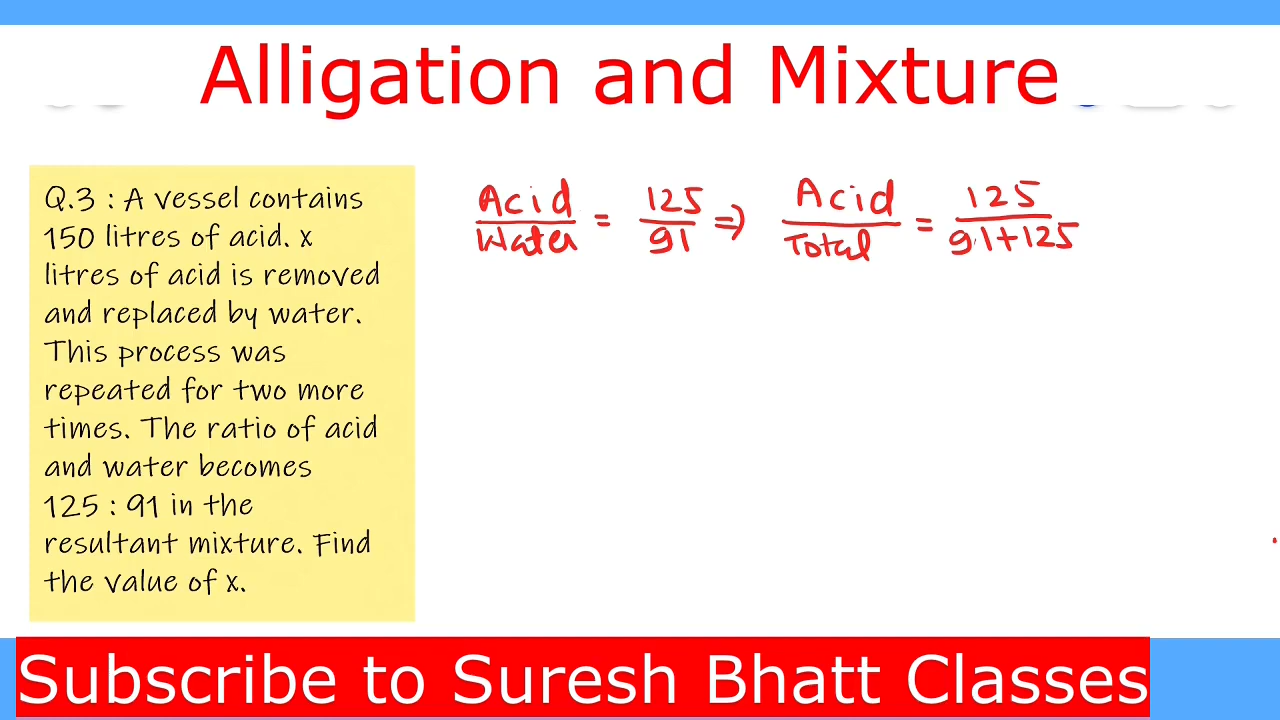 Alligation and Mixture
Q.3 : A vessel contains
150 litres of acid. x
litres of acid is removed
and replaced by water.
This process was
repeated for two more
times. The ratio of acid
and water becomes
125 : 91 in the
resultant mixture. Find
the value of x.
Acid/Water = 125/91 ⇒ Acid/Total = 125/91+125
Subscribe to Suresh Bhatt Classes